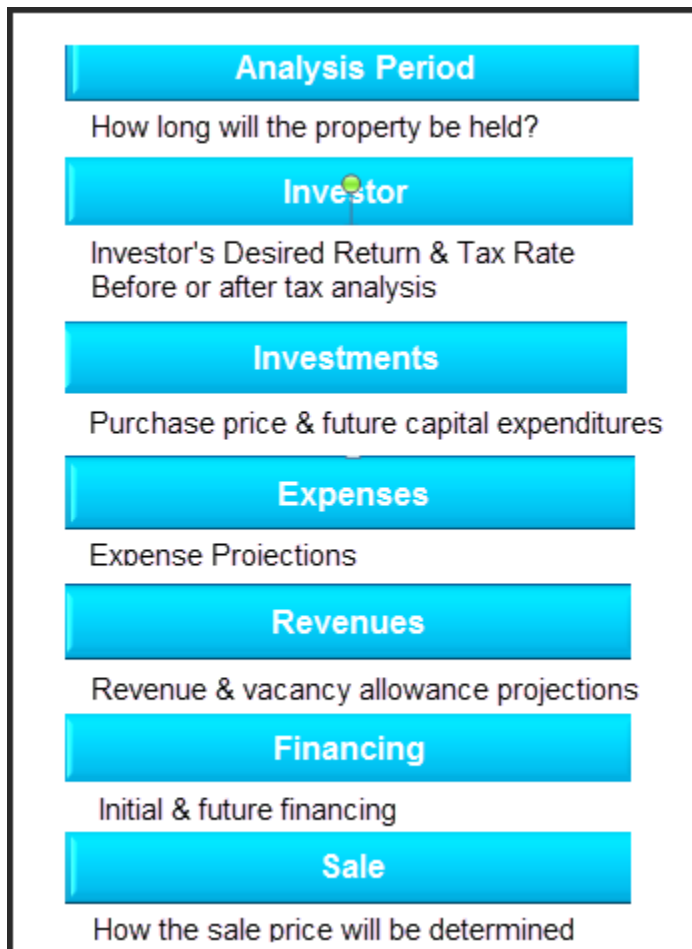 Analysis Period
How long will the property be held?
Investor
Investor's Desired Return & Tax Rate
Before or after tax analysis
Investments
Purchase price & future capital expenditures
Expenses
Expense Projections
Revenues
Revenue & vacancy allowance projections
Financing
Initial & future financing
Sale
How the sale price will be determined